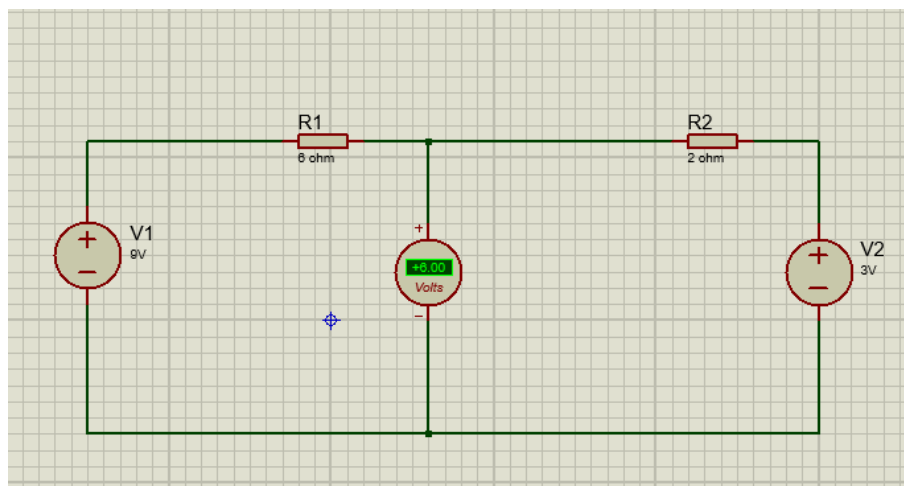 R1
6 ohm
R2
2 ohm
+
V1
9V
+
−
+
+6.00
Volts
−
V2
3V
+
−